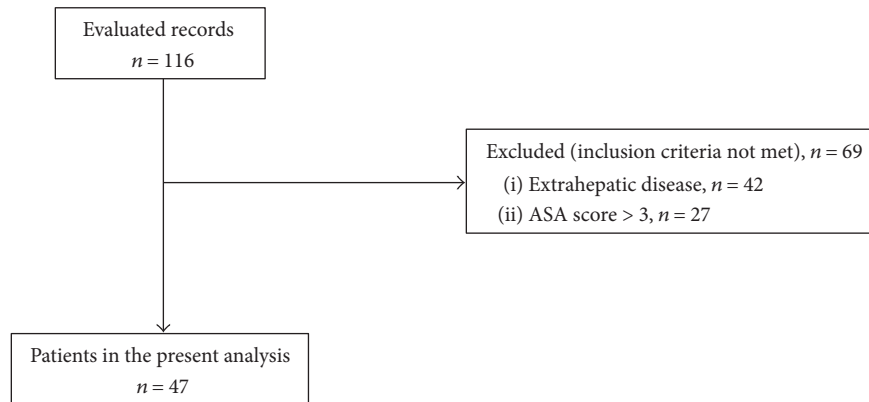 Evaluated records
n = 116
Excluded (inclusion criteria not met), n = 69
(i) Extrahepatic disease, n = 42
(ii) ASA score > 3, n = 27
Patients in the present analysis
n = 47